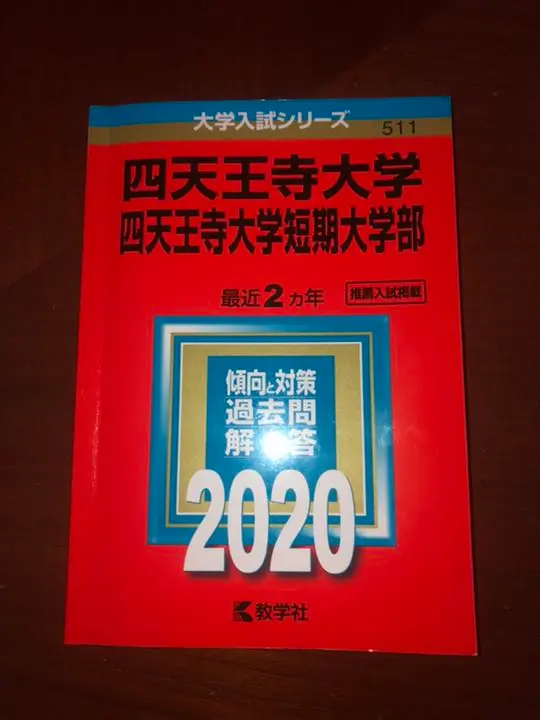 大学入試シリーズ
511
四天王寺大学
四天王寺大学短期大学部
最近2カ年
推薦入試掲載
傾向と対策
過去問
解答
2020
教学社